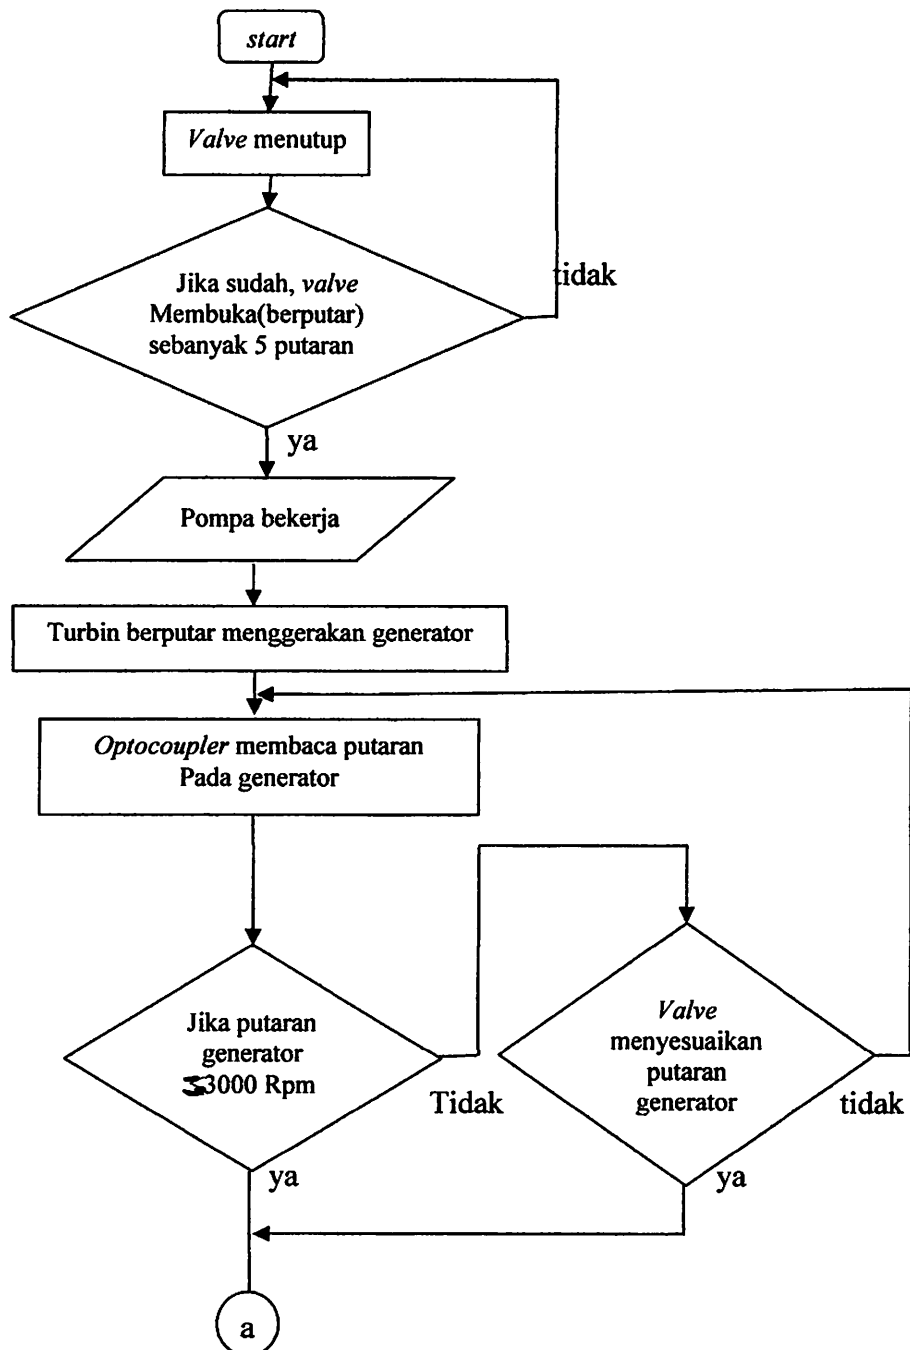 start
Valve menutup
Jika sudah, valve
Membuka(berputar)
sebanyak 5 putaran
tidak
ya
Pompa bekerja
Turbin berputar menggerakan generator
Optocoupler membaca putaran
Pada generator
Jika putaran
generator
3000 Rpm
Tidak
ya
Valve
menyesuaikan
putaran
generator
tidak
ya
a